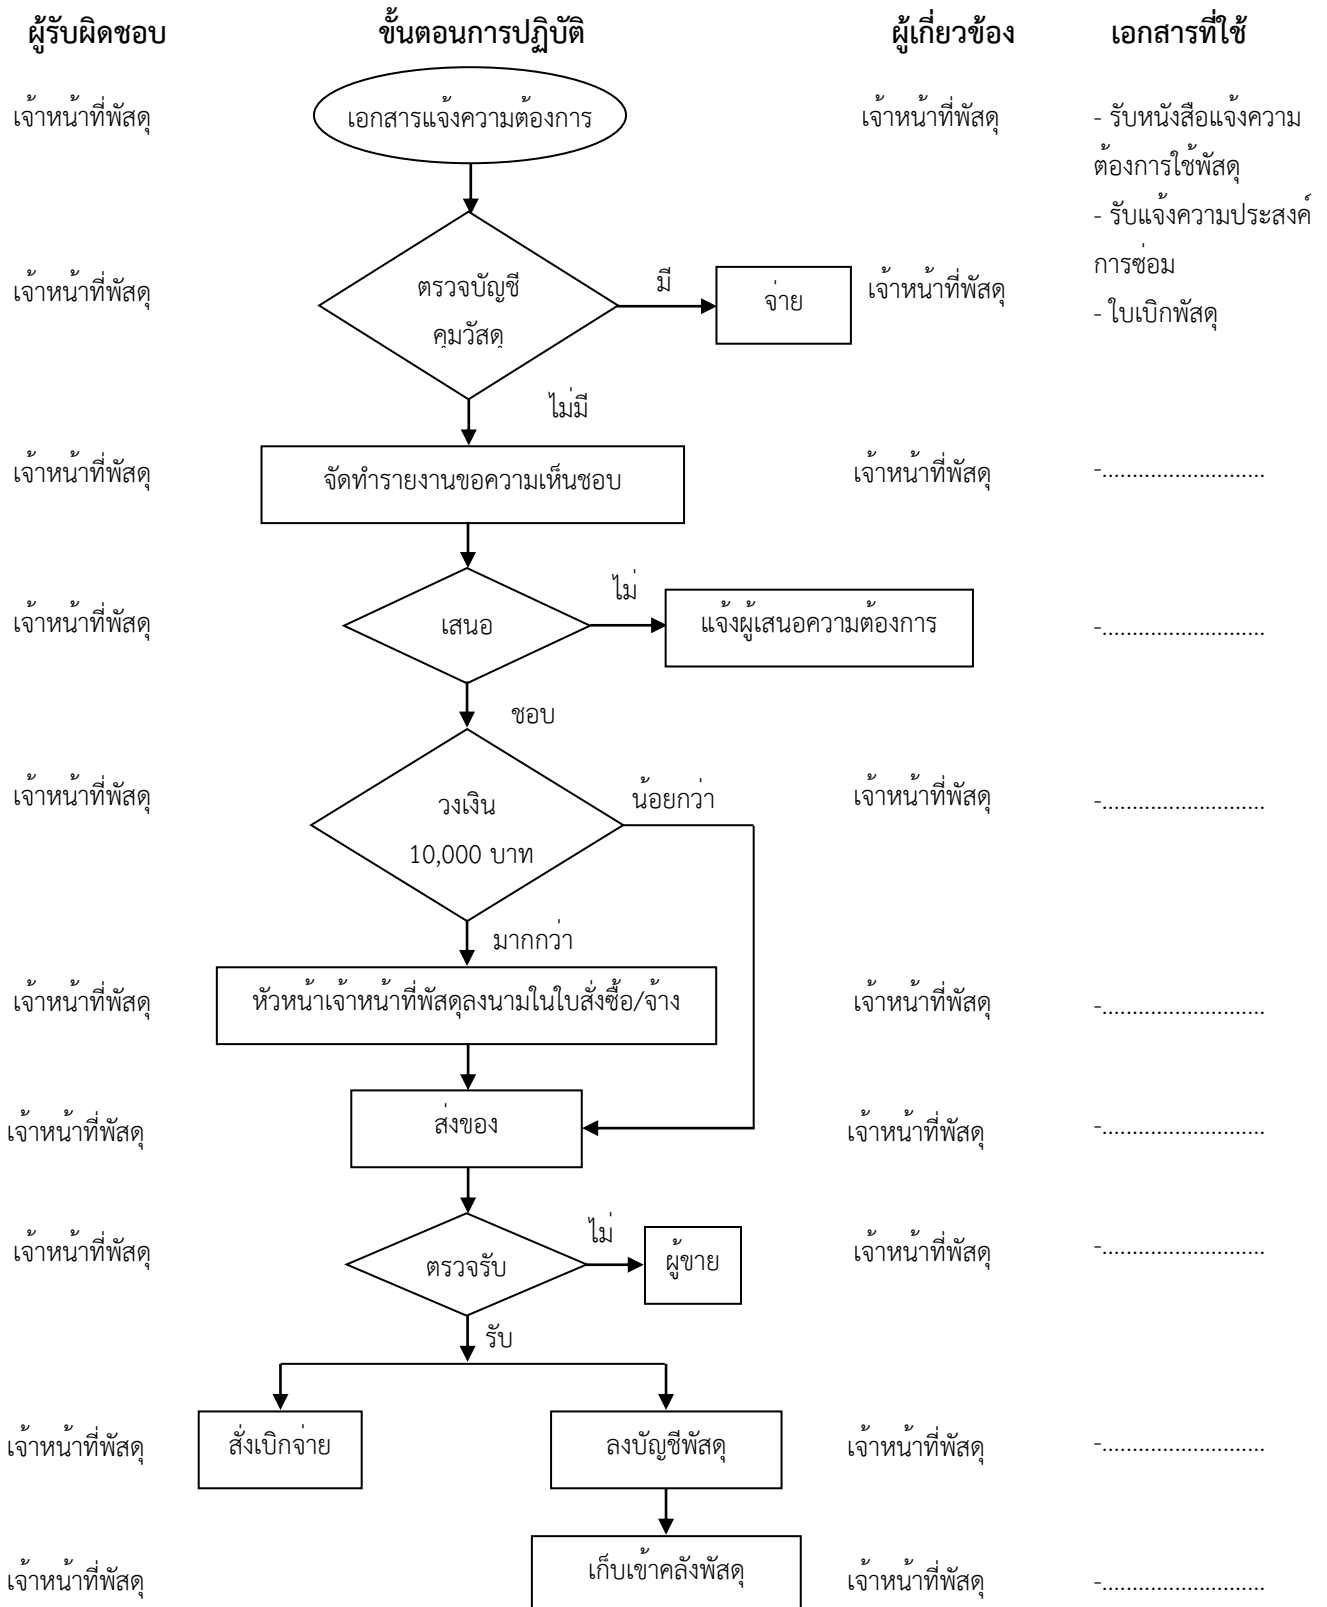 ผู้รับผิดชอบ ขั้นตอนการปฏิบัติ ผู้เกี่ยวข้อง เอกสารที่ใช้
เจ้าหน้าที่พัสดุ เอกสารแจ้งความต้องการ เจ้าหน้าที่พัสดุ - รับหนังสือแจ้งความ
ต้องการใช้พัสดุ
- รับแจ้งความประสงค์
การซ่อม
- ใบเบิกพัสดุ
เจ้าหน้าที่พัสดุ ตรวจบัญชี มี จ่าย เจ้าหน้าที่พัสดุ
คุมวัสดุ
ไม่มี
เจ้าหน้าที่พัสดุ จัดทำรายงานขอความเห็นชอบ เจ้าหน้าที่พัสดุ -...........................
ไม่
เจ้าหน้าที่พัสดุ เสนอ แจ้งผู้เสนอความต้องการ -...........................
ชอบ
เจ้าหน้าที่พัสดุ วงเงิน น้อยกว่า เจ้าหน้าที่พัสดุ -...........................
10,000 บาท
มากกว่า
เจ้าหน้าที่พัสดุ หัวหน้าเจ้าหน้าที่พัสดุลงนามในใบสั่งซื้อ/จ้าง เจ้าหน้าที่พัสดุ -...........................
เจ้าหน้าที่พัสดุ ส่งของ เจ้าหน้าที่พัสดุ -...........................
ไม่
เจ้าหน้าที่พัสดุ ตรวจรับ ผู้ขาย เจ้าหน้าที่พัสดุ -...........................
รับ
เจ้าหน้าที่พัสดุ สั่งเบิกจ่าย ลงบัญชีพัสดุ เจ้าหน้าที่พัสดุ -...........................
เจ้าหน้าที่พัสดุ เก็บเข้าคลังพัสดุ เจ้าหน้าที่พัสดุ -...........................